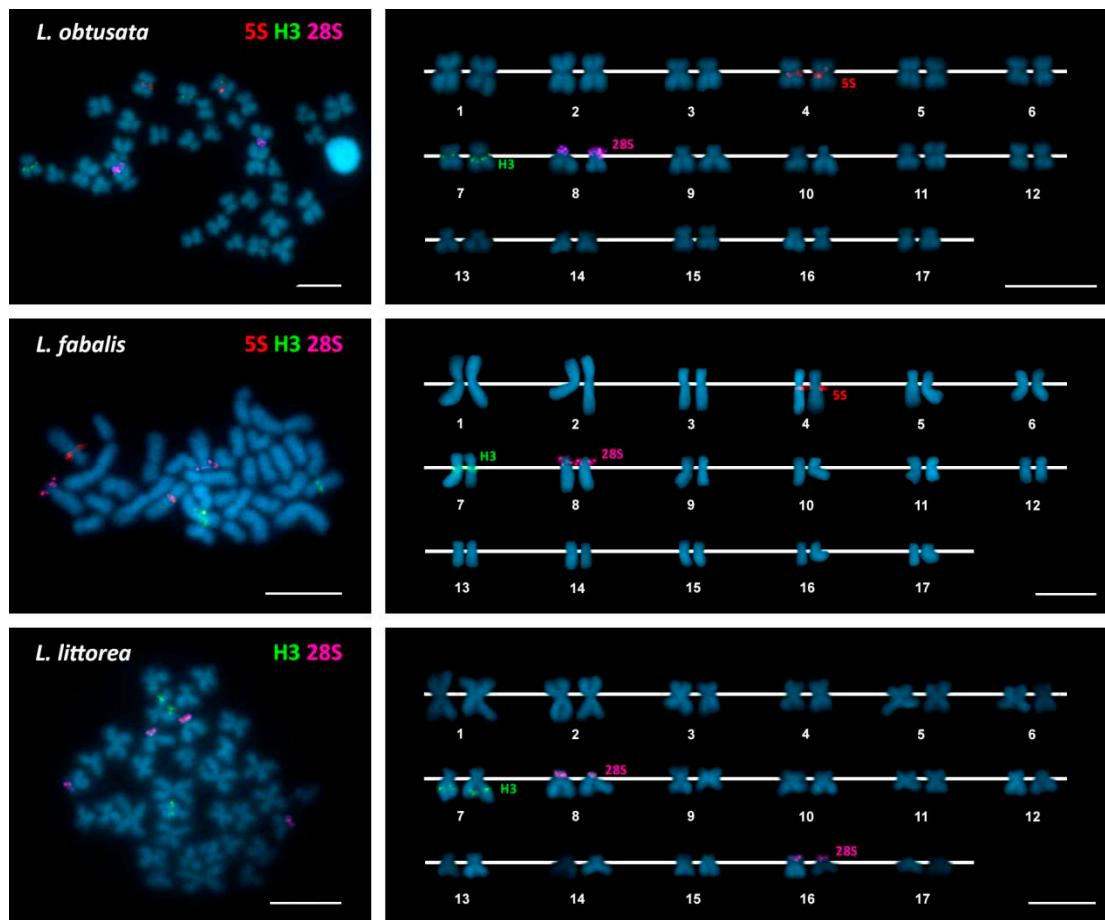 L. obtusata 5S H3 28S
5S
1 2 3 4 5 6
28S
H3
7 8 9 10 11 12
13 14 15 16 17
L. fabalis 5S H3 28S
5S
1 2 3 4 5 6
H3 28S
7 8 9 10 11 12
13 14 15 16 17
L. littorea H3 28S
1 2 3 4 5 6
28S
H3
7 8 9 10 11 12
28S
13 14 15 16 17